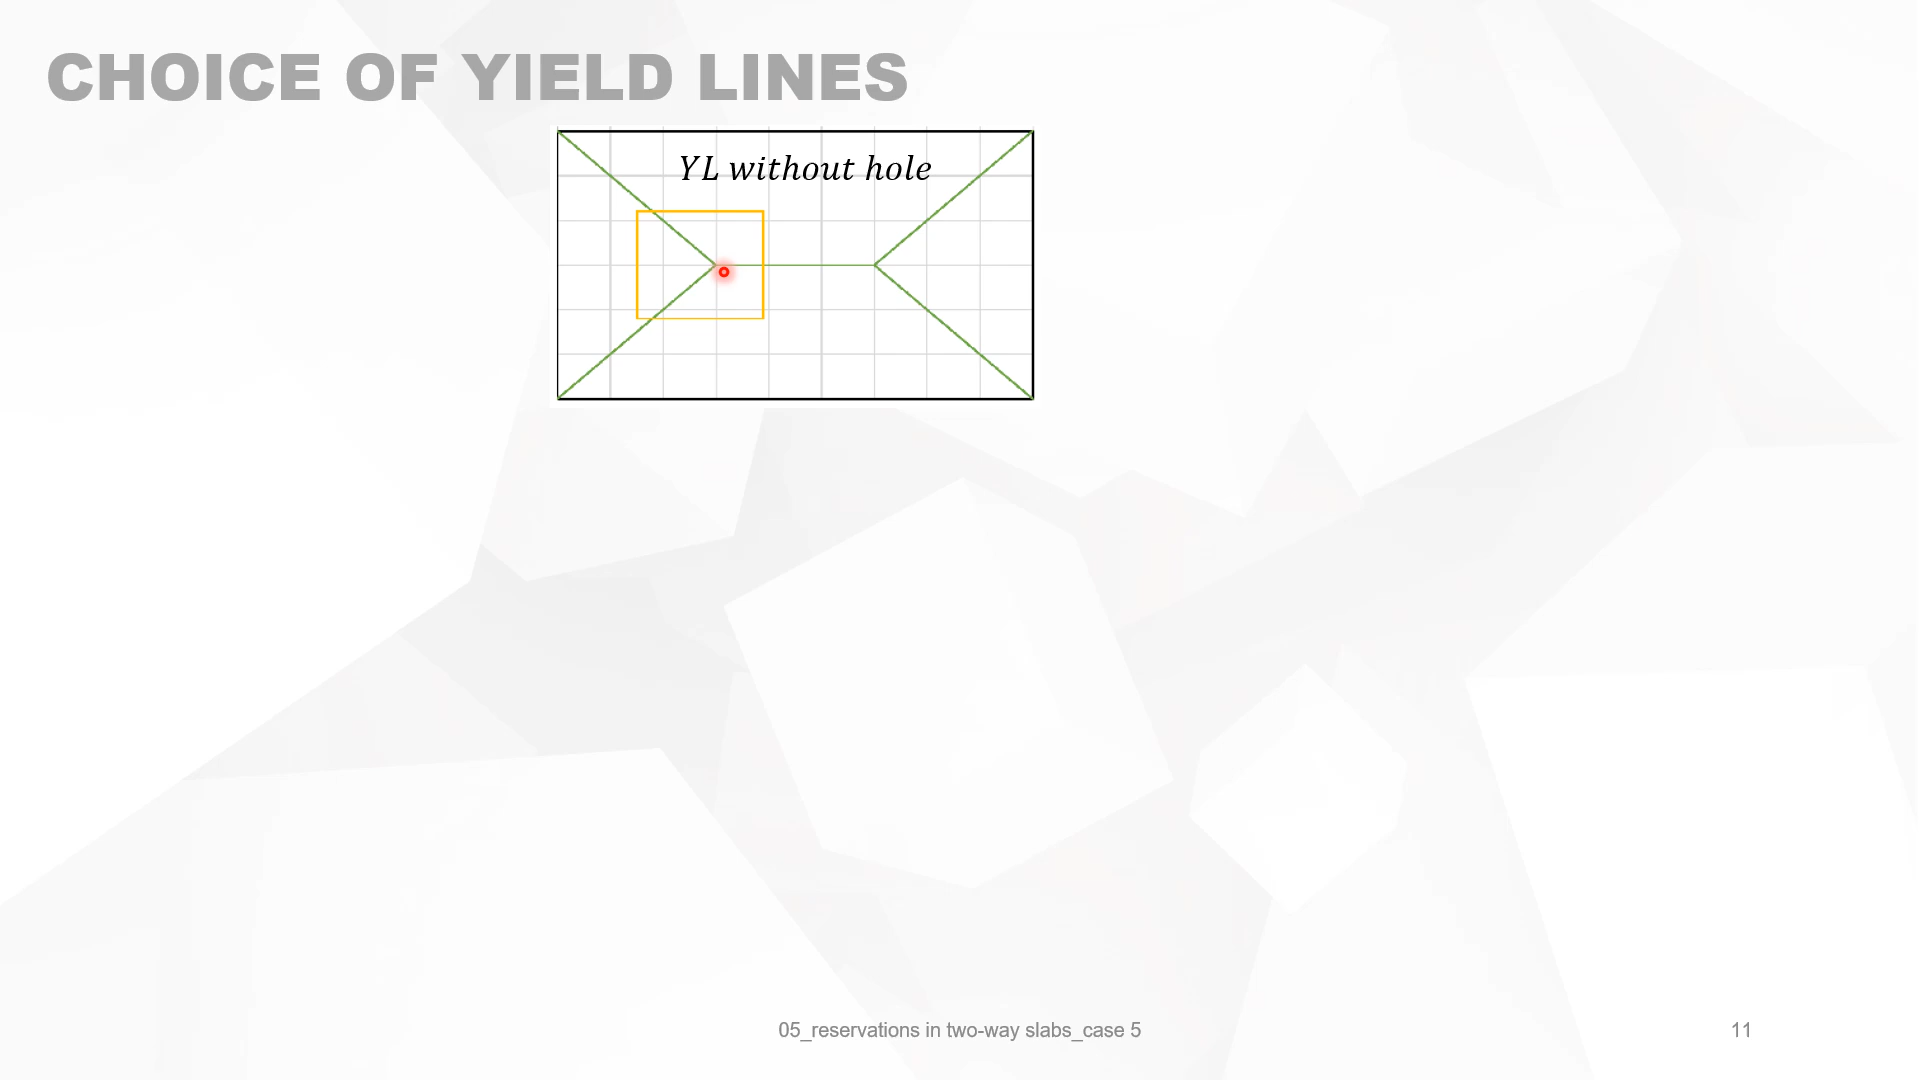 CHOICE OF YIELD LINES
YL without hole
05_reservations in two-way slabs_case 5
11